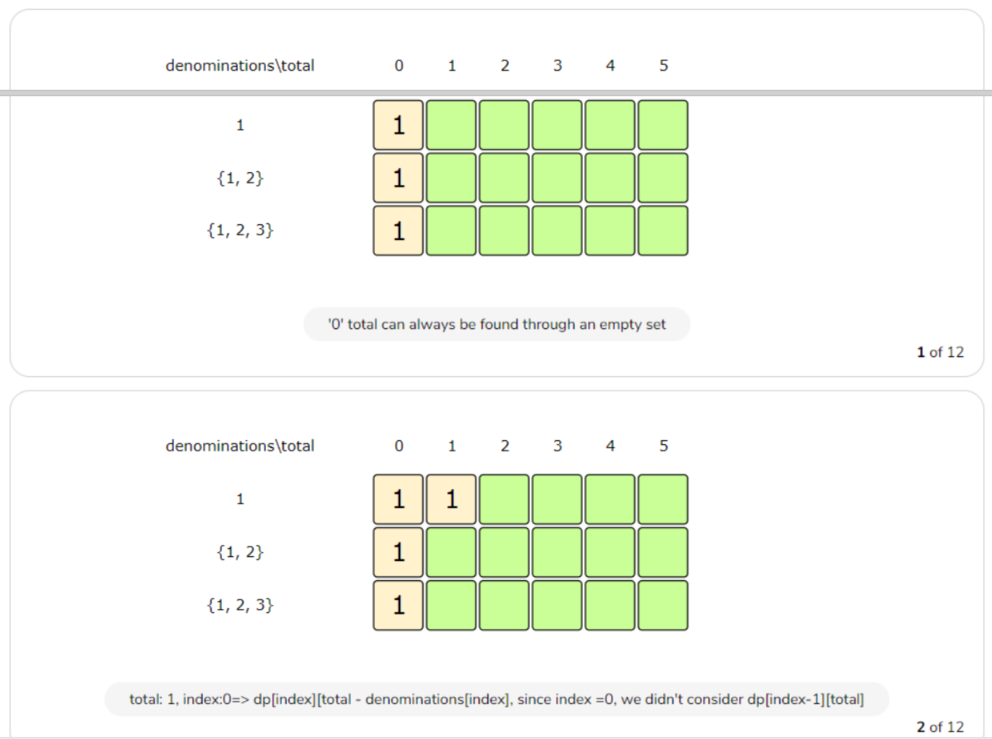 denominations\total 0 1 2 3 4 5
1 1
{1, 2} 1
{1, 2, 3} 1
'0' total can always be found through an empty set
1 of 12
denominations\total 0 1 2 3 4 5
1 1 1
{1, 2} 1
{1, 2, 3} 1
total: 1, index:0=> dp[index][total - denominations[index], since index =0, we didn't consider dp[index-1][total]
2 of 12